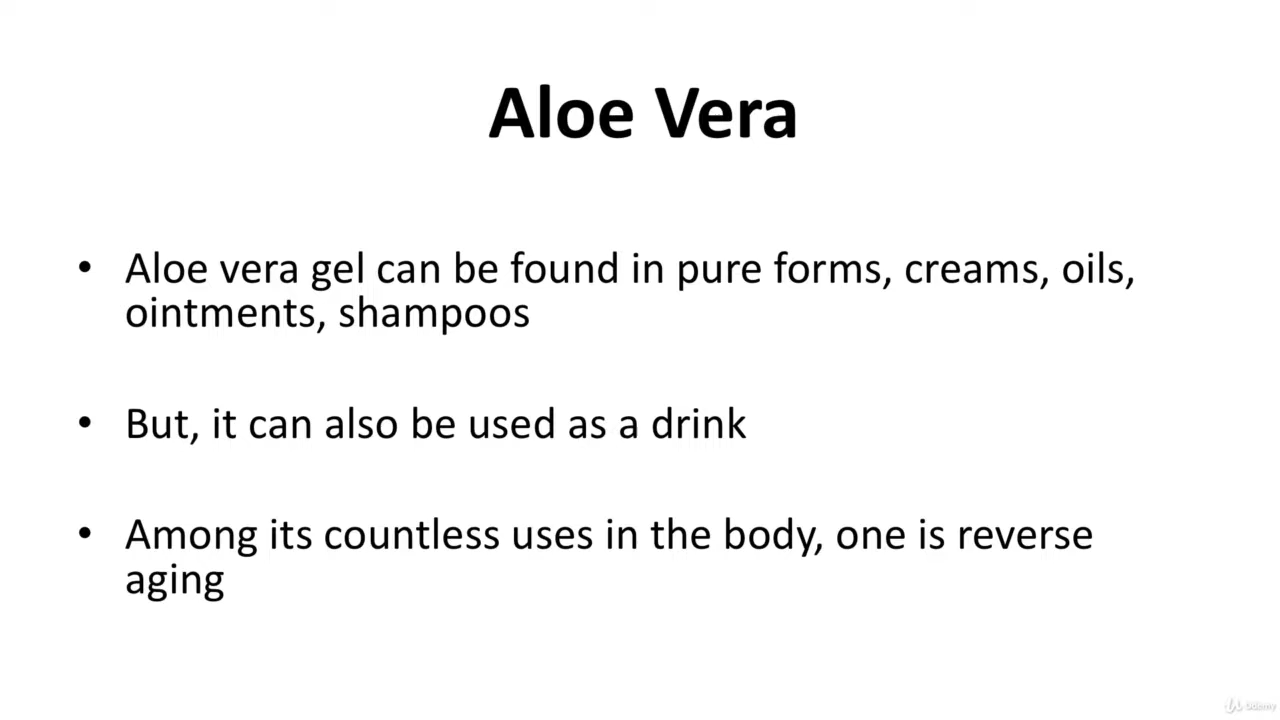 Aloe Vera
• Aloe vera gel can be found in pure forms, creams, oils,
ointments, shampoos
• But, it can also be used as a drink
• Among its countless uses in the body, one is reverse
aging
Udemy